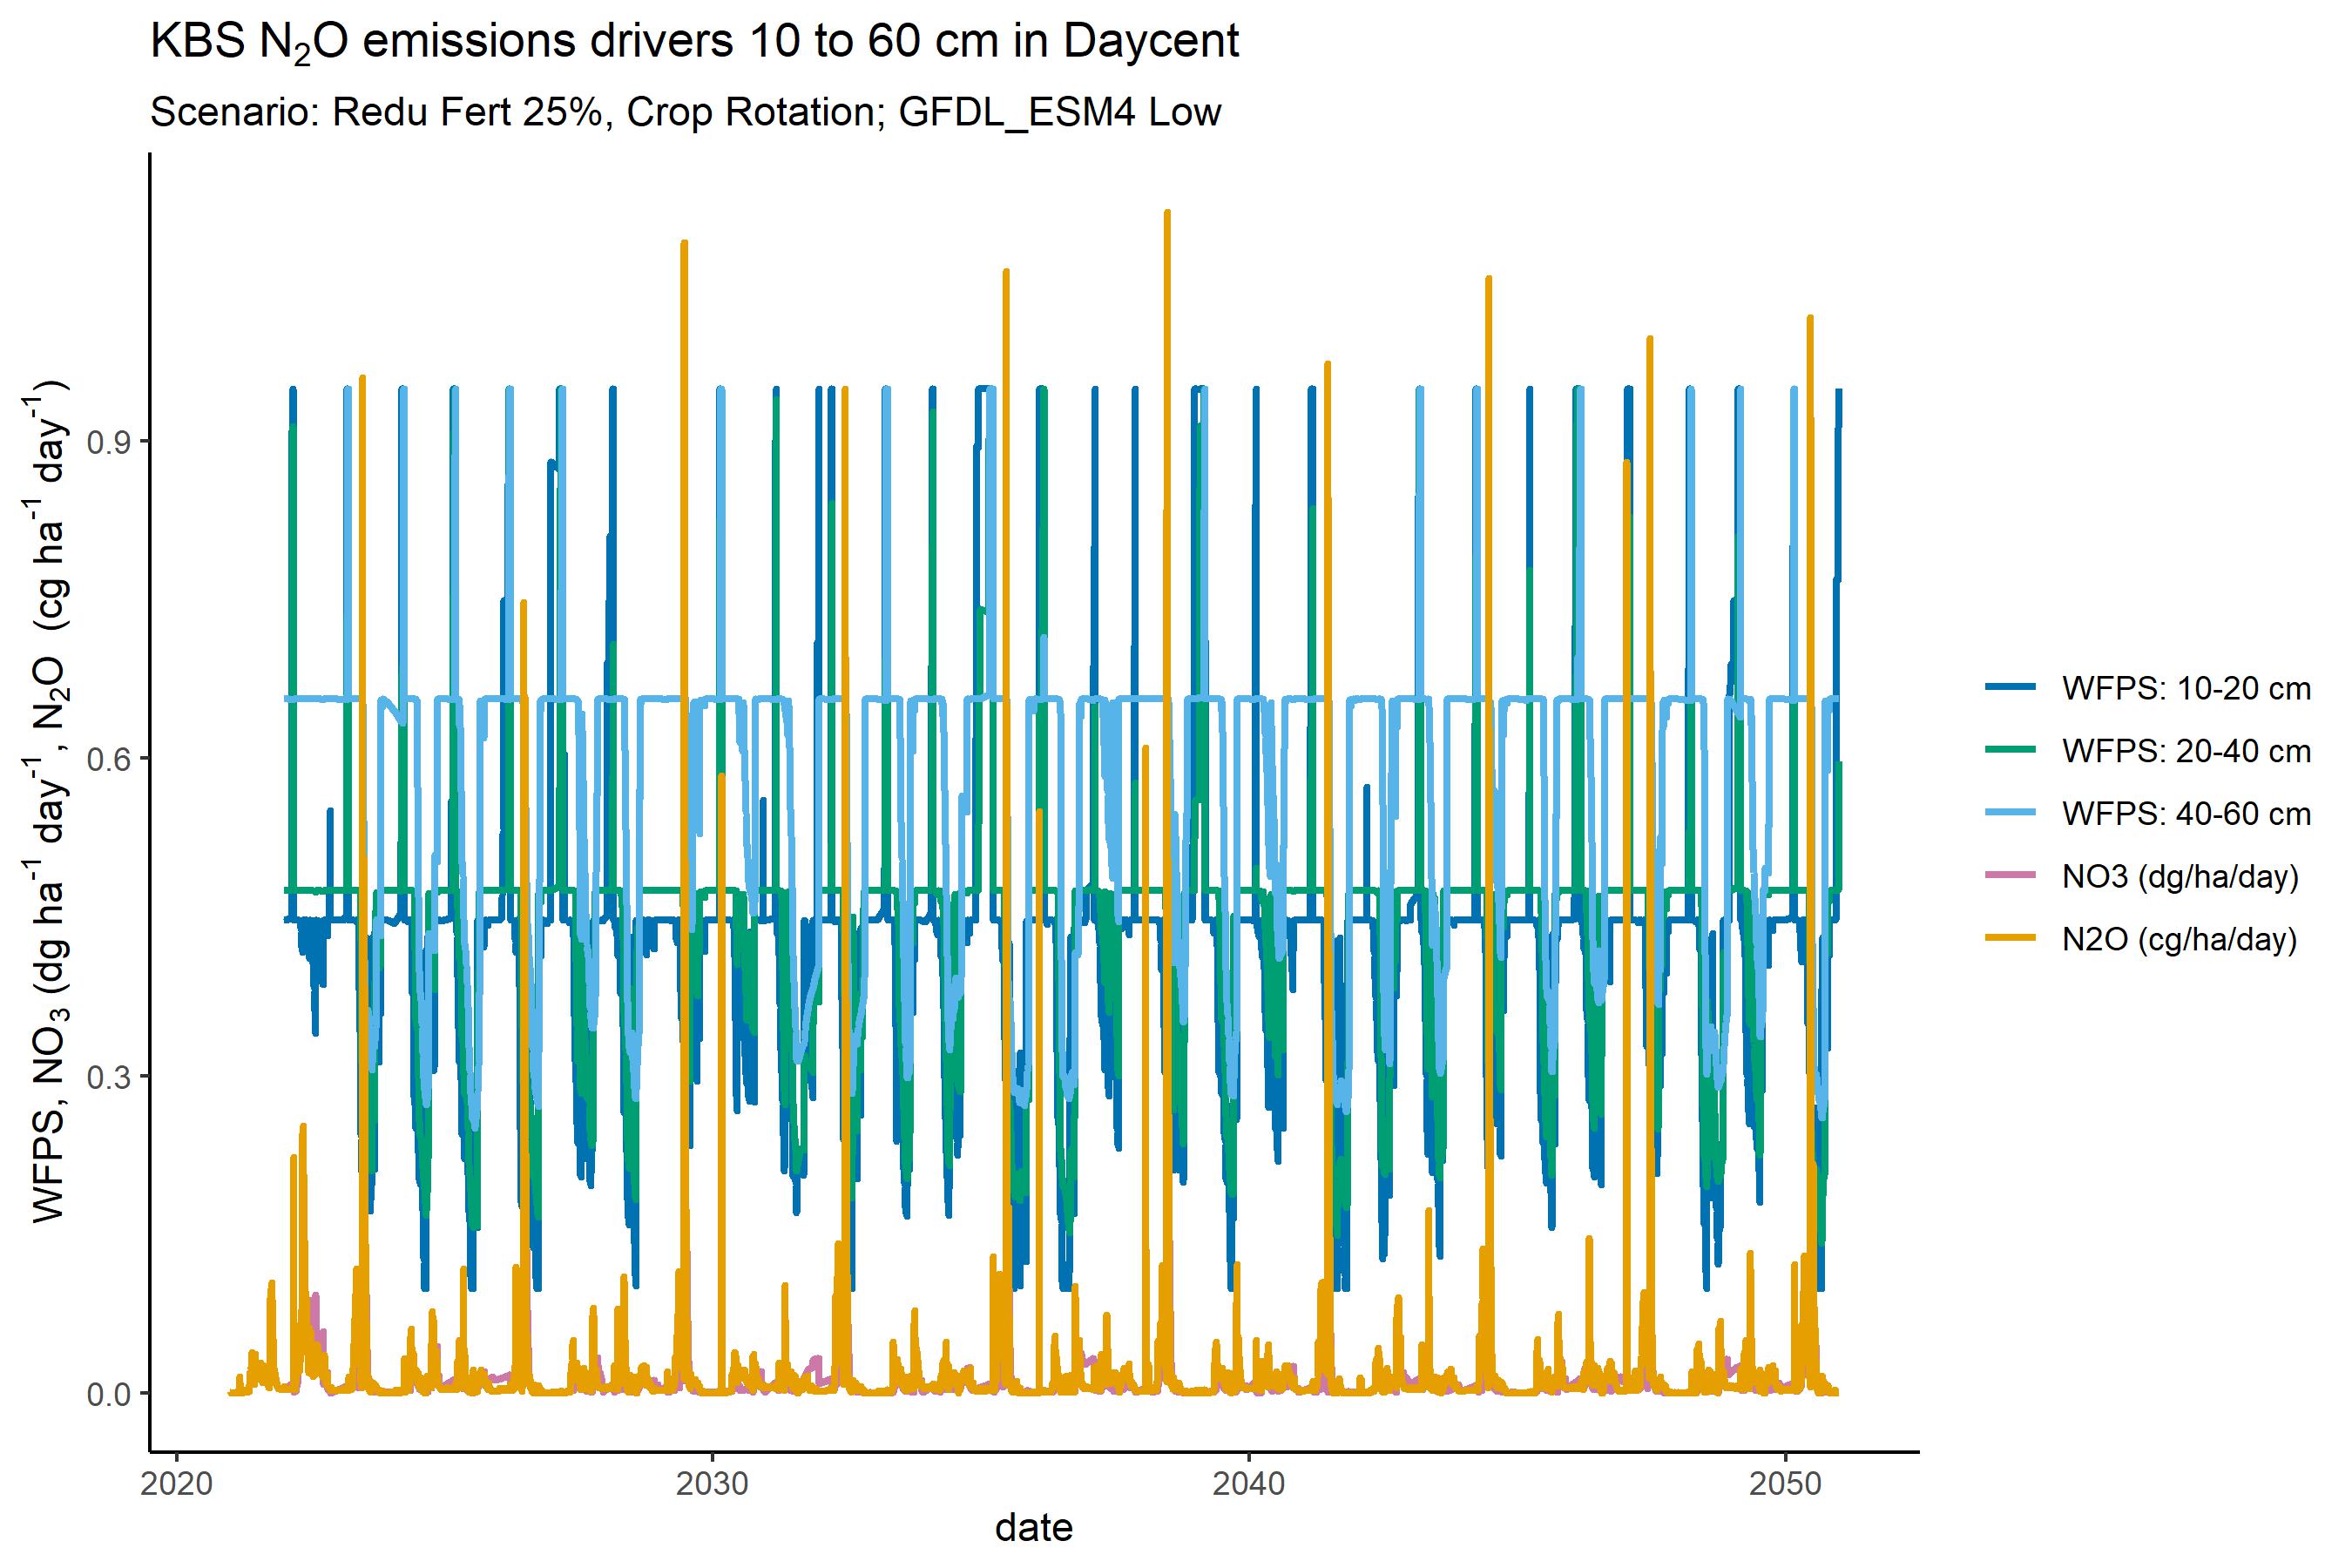 KBS N₂O emissions drivers 10 to 60 cm in Daycent
Scenario: Redu Fert 25%, Crop Rotation; GFDL_ESM4 Low
WFPS, NO₃ (dg ha⁻¹ day⁻¹ , N₂O  (cg ha⁻¹ day⁻¹)
0.9
0.6
0.3
0.0
2020 2030 2040 2050
date
WFPS: 10-20 cm
WFPS: 20-40 cm
WFPS: 40-60 cm
NO3 (dg/ha/day)
N2O (cg/ha/day)